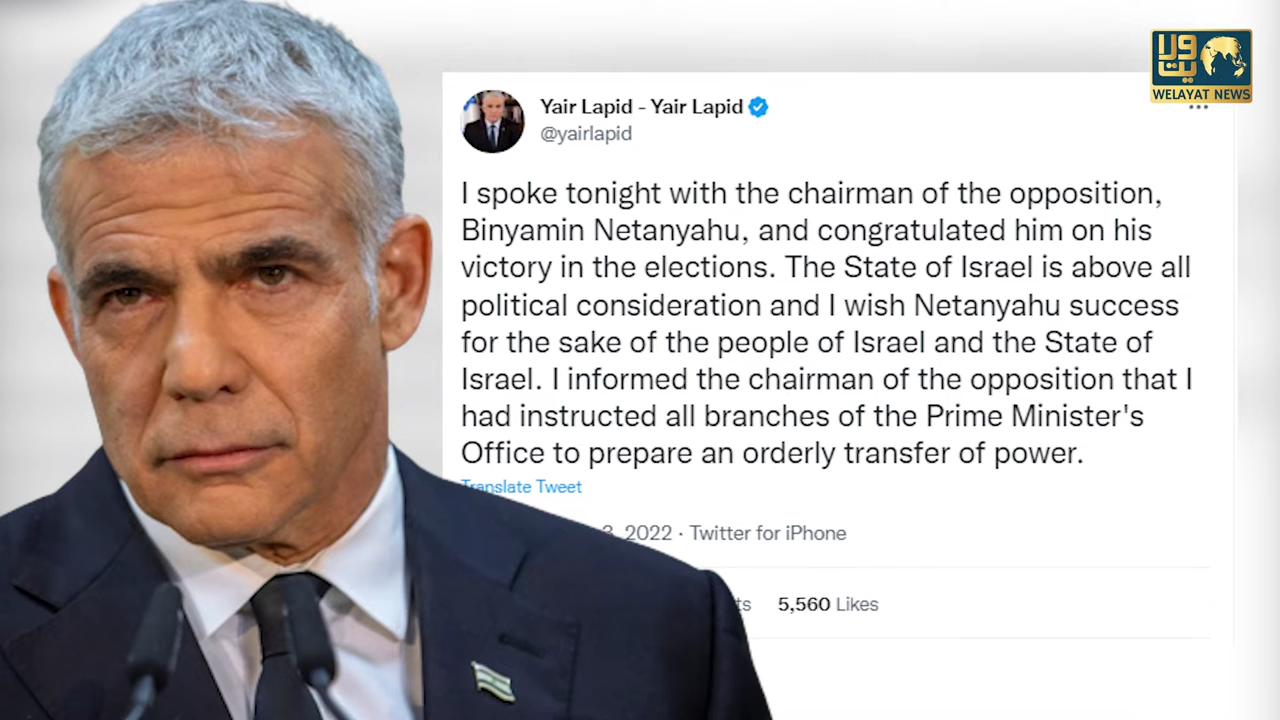 ولا
يت
WELAYAT NEWS
Yair Lapid - Yair Lapid
@yairlapid
I spoke tonight with the chairman of the opposition,
Binyamin Netanyahu, and congratulated him on his
victory in the elections. The State of Israel is above all
political consideration and I wish Netanyahu success
for the sake of the people of Israel and the State of
Israel. I informed the chairman of the opposition that I
had instructed all branches of the Prime Minister's
Office to prepare an orderly transfer of power.
Translate Tweet
3, 2022 · Twitter for iPhone
ts 5,560 Likes